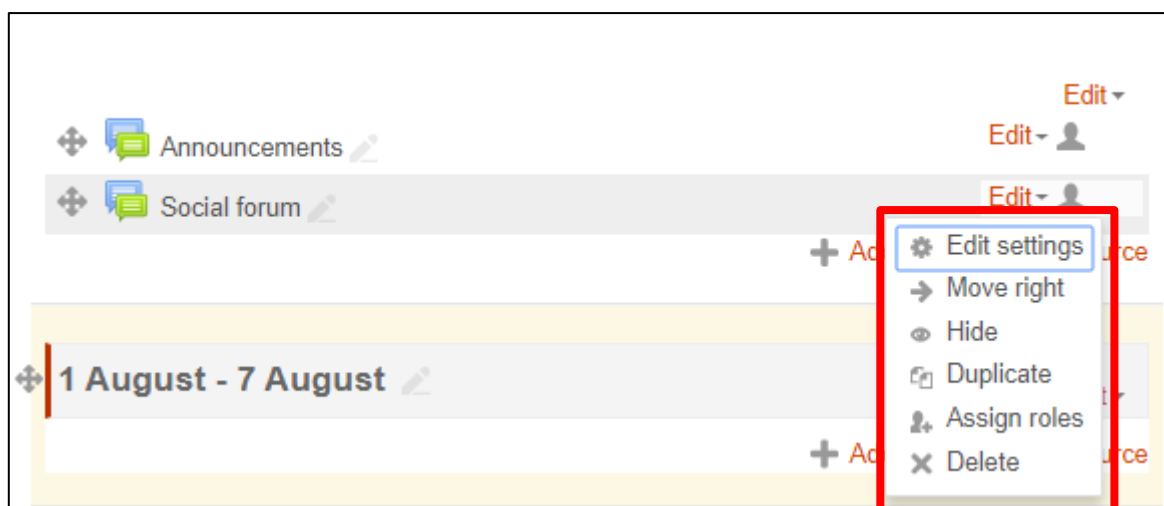 Edit
Announcements Edit
Social forum Edit
Edit settings
Move right
1 August - 7 August
Hide
Duplicate
Assign roles
Delete